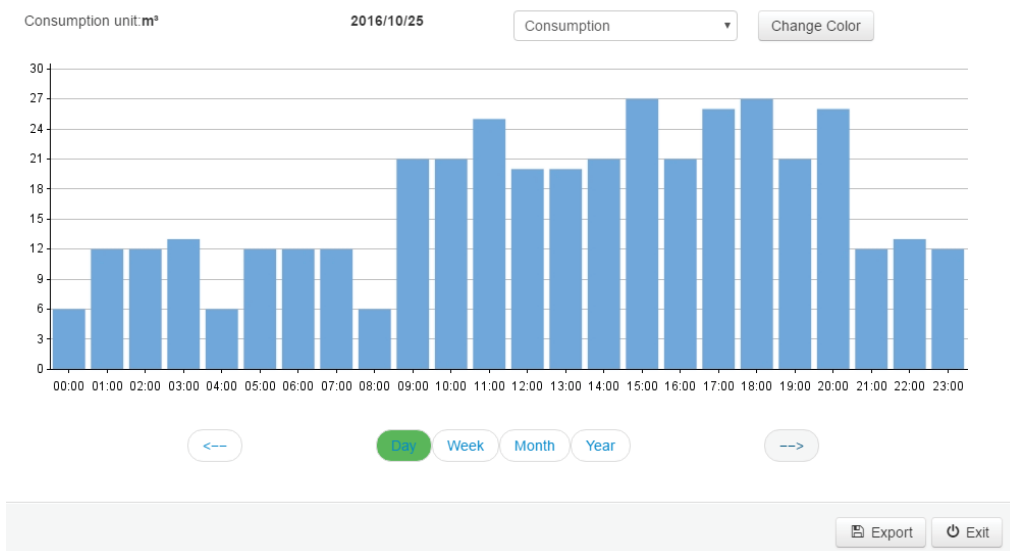 Consumption unit:m³ 2016/10/25 Consumption Change Color
30
27
24
21
18
15
12
9
6
3
0
00:00 01:00 02:00 03:00 04:00 05:00 06:00 07:00 08:00 09:00 10:00 11:00 12:00 13:00 14:00 15:00 16:00 17:00 18:00 19:00 20:00 21:00 22:00 23:00
<-- Day Week Month Year -->
Export Exit